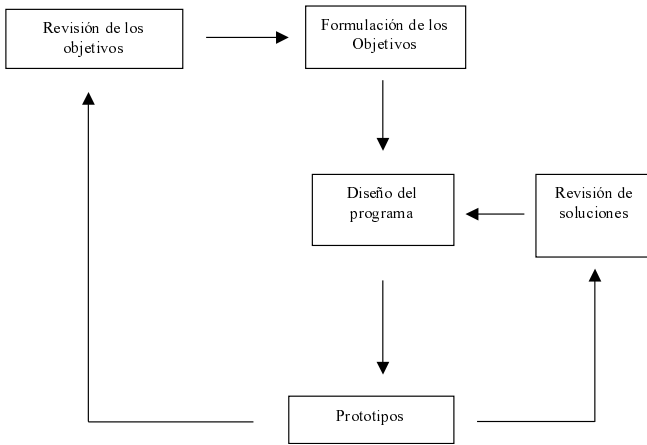 Revisión de los
objetivos
Formulación de los
Objetivos
Diseño del
programa
Revisión de
soluciones
Prototipos